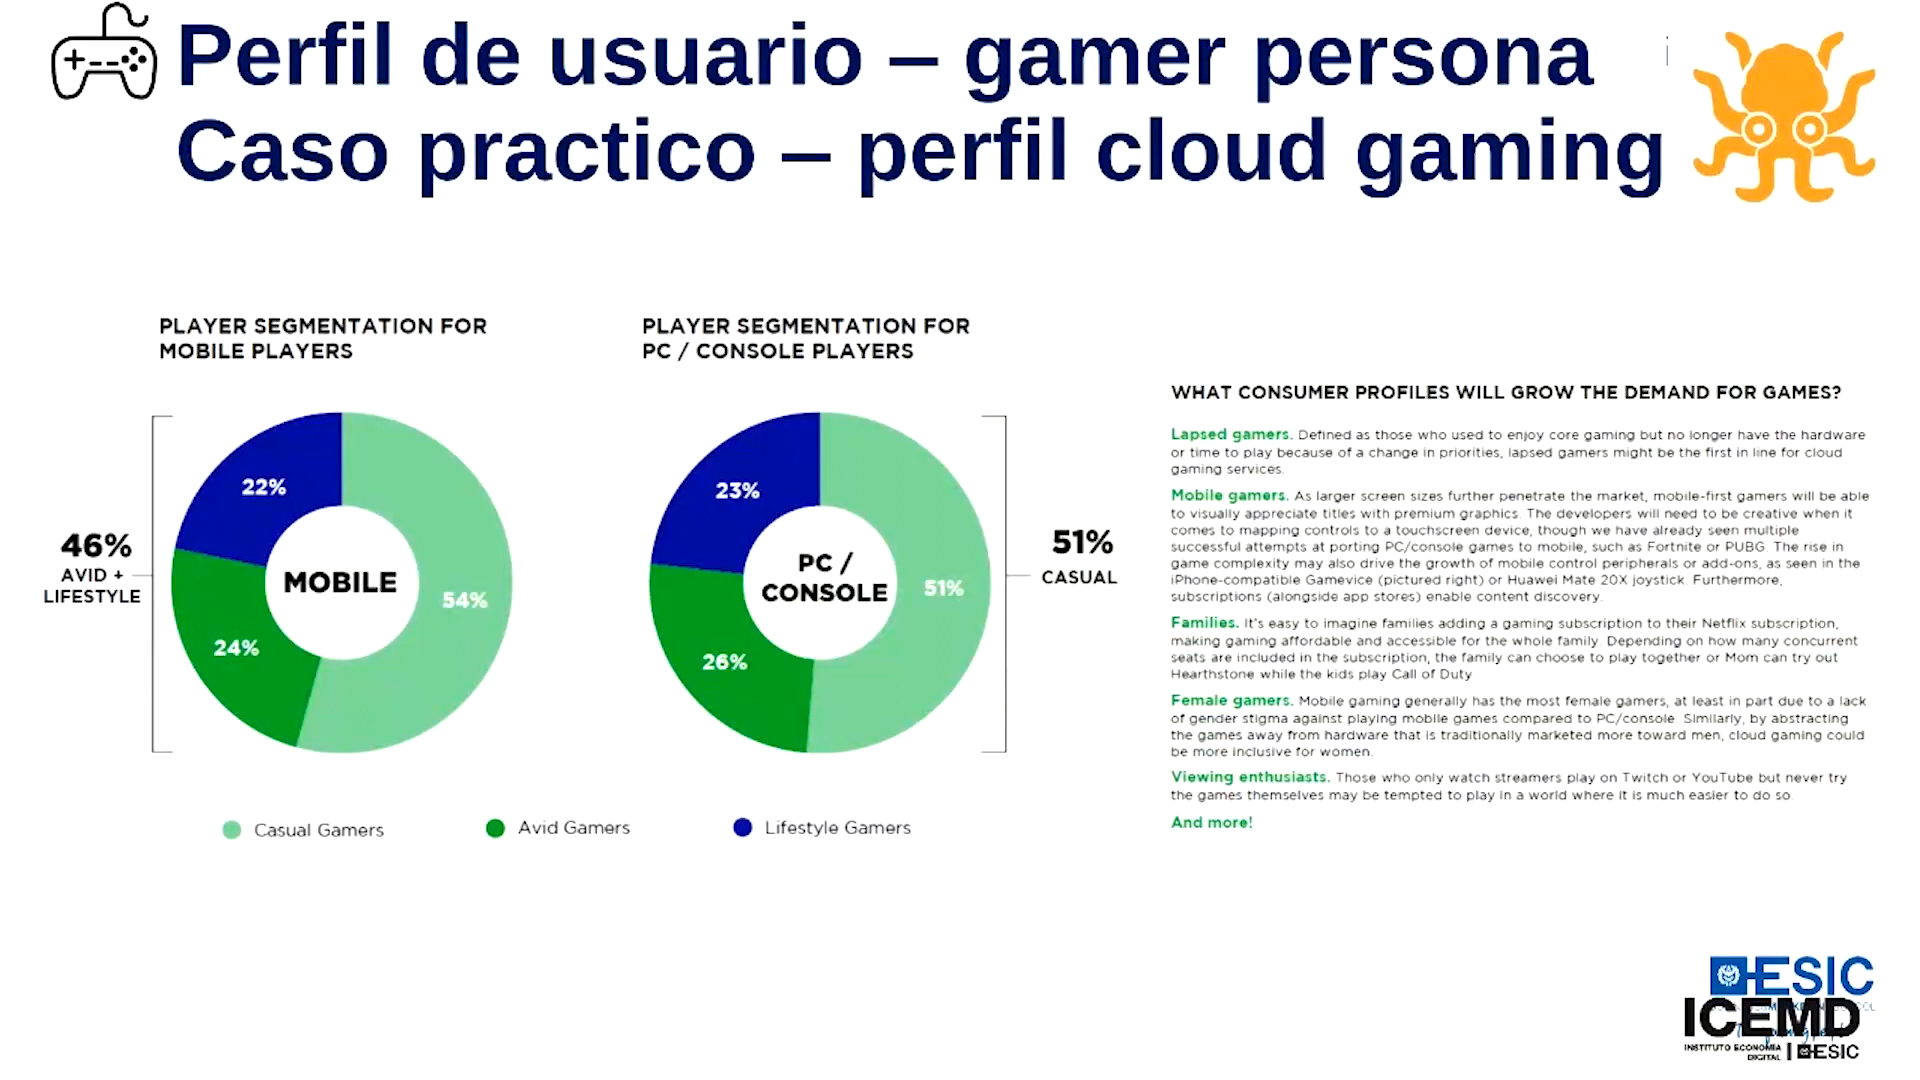 Perfil de usuario – gamer persona
Caso practico – perfil cloud gaming
PLAYER SEGMENTATION FOR
MOBILE PLAYERS
22%
54%
24%
MOBILE
46%
AVID +
LIFESTYLE
PLAYER SEGMENTATION FOR
PC / CONSOLE PLAYERS
23%
51%
26%
PC /
CONSOLE
51%
CASUAL
Casual Gamers
Avid Gamers
Lifestyle Gamers
WHAT CONSUMER PROFILES WILL GROW THE DEMAND FOR GAMES?
Lapsed gamers. Defined as those who used to enjoy core gaming but no longer have the hardware
or time to play because of a change in priorities, lapsed gamers might be the first in line for cloud
gaming services.
Mobile gamers. As larger screen sizes further penetrate the market, mobile-first gamers will be able
to visually appreciate titles with premium graphics. The developers will need to be creative when it
comes to mapping controls to a touchscreen device, though we have already seen multiple
successful attempts at porting PC/console games to mobile, such as Fortnite or PUBG. The rise in
game complexity may also drive the growth of mobile control peripherals or add-ons, as seen in the
iPhone-compatible Gamevice (pictured right) or Huawei Mate 20X joystick. Furthermore,
subscriptions (alongside app stores) enable content discovery.
Families. It's easy to imagine families adding a gaming subscription to their Netflix subscription,
making gaming affordable and accessible for the whole family. Depending on how many concurrent
seats are included in the subscription, the family can choose to play together or Mom can try out
Hearthstone while the kids play Call of Duty
Female gamers. Mobile gaming generally has the most female gamers, at least in part due to a lack
of gender stigma against playing mobile games compared to PC/console. Similarly, by abstracting
the games away from hardware that is traditionally marketed more toward men, cloud gaming could
be more inclusive for women.
Viewing enthusiasts. Those who only watch streamers play on Twitch or YouTube but never try
the games themselves may be tempted to play in a world where it is much easier to do so.
And more!
ESIC
ICEMD
INSTITUTO ECONOMIA
DIGITAL
ESIC